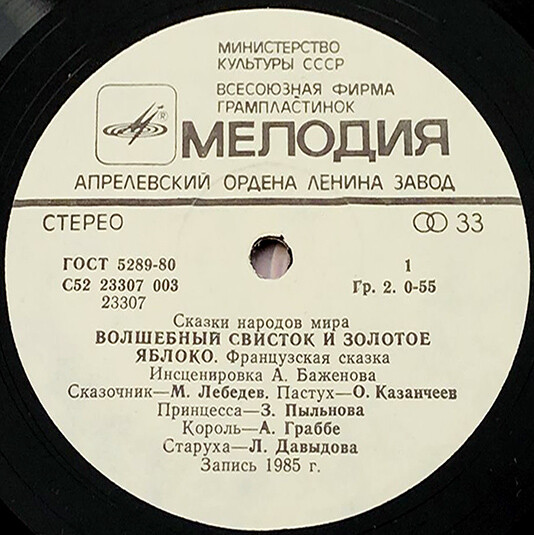 МИНИСТЕРСТВО
КУЛЬТУРЫ СССР
ВСЕСОЮЗНАЯ ФИРМА
ГРАМПЛАСТИНОК
®
МЕЛОДИЯ
АПРЕЛЕВСКИЙ ОРДЕНА ЛЕНИНА ЗАВОД
СТЕРЕО
33
ГОСТ 5289-80
1
С52 23307 003
Гр. 2. 0-55
23307
Сказки народов мира
ВОЛШЕБНЫЙ СВИСТОК И ЗОЛОТОЕ
ЯБЛОКО. Французская сказка
Инсценировка А. Баженова
Сказочник—М. Лебедев. Пастух—О. Казанчеев
Принцесса—З. Пыльнова
Король—А. Граббе
Старуха—Л. Давыдова
Запись 1985 г.